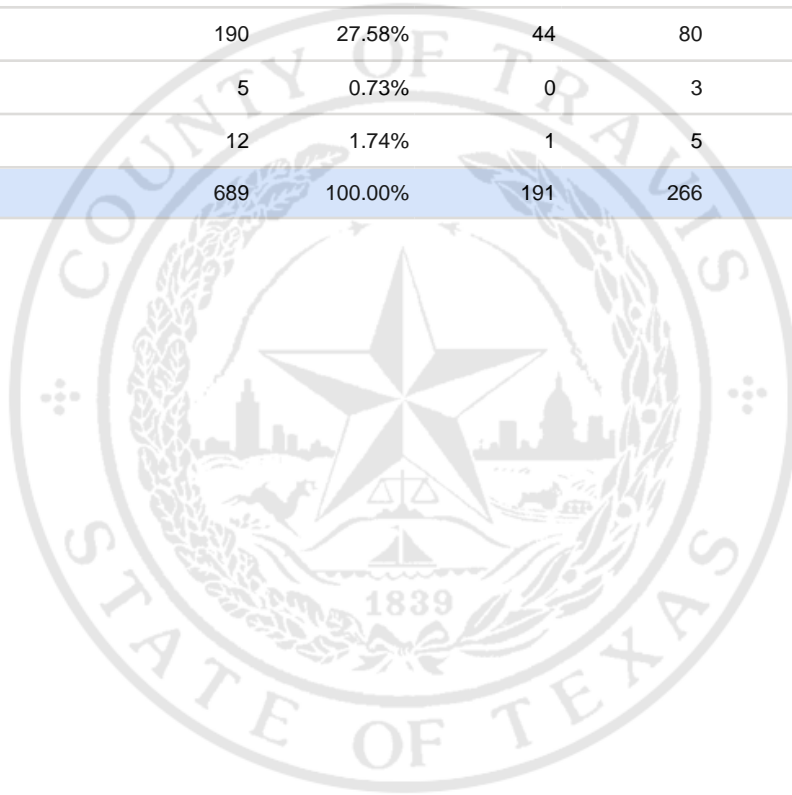 190 27.58% 44 80
5 0.73% 0 3
12 1.74% 1 5
689 100.00% 191 266
COUNTY OF TRAVIS
1839
STATE OF TEXAS